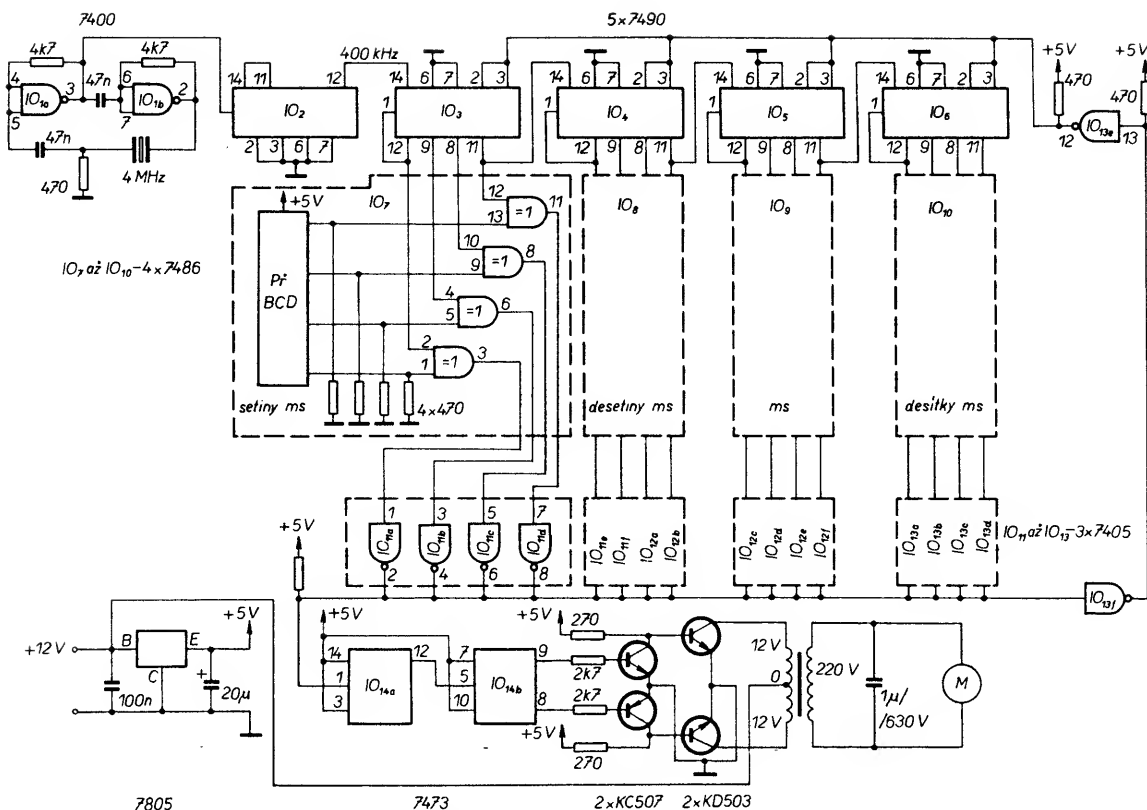 7400
5×7490
4k7
4k7
47n
4
5
3
IO1a
6
7
2
IO1b
47n
470
4 MHz
14
11
12
IO2
2
3
6
7
400 kHz
14
6
7
2
3
1
IO3
12
9
8
11
14
6
7
2
3
1
IO4
12
9
8
11
14
6
7
2
3
1
IO5
12
9
8
11
14
6
7
2
3
1
IO6
12
9
8
11
+5V
470
+5V
470
IO13e
12
13
IO7 až IO10-4×7486
+5V
Př
BCD
IO7
12
13
=1
11
10
9
=1
8
4
5
=1
6
2
1
=1
3
4×470
setiny ms
IO8
desetiny ms
IO9
ms
IO10
desítky ms
+5V
1
3
5
7
IO11a
IO11b
IO11c
IO11d
2
4
6
8
IO11e
IO11f
IO12a
IO12b
IO12c
IO12d
IO12e
IO12f
IO13a
IO13b
IO13c
IO13d
IO11 až IO13-3×7405
IO13f
+12V
B
E
C
+5V
100n
+
20µ
+5V
14
1
3
IO14a
12
7
5
10
IO14b
9
8
+5V
270
2k7
2k7
+5V
270
12V
0
12V
220V
1µ/
/630V
M
7805
7473
2×KC507
2×KD503